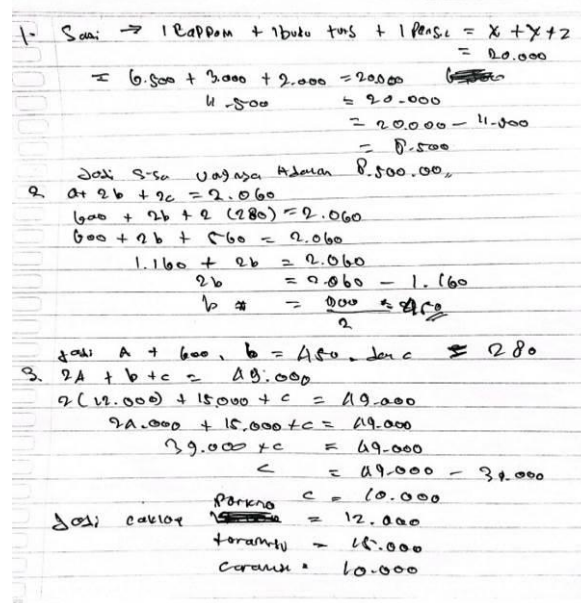 1. Sari → 1 + 1 buku tulis + 1 = x + y + z
= 20.000
= 6.500 + 3.000 + 2.000 = 20.000
11.500 = 20.000
= 20.000 - 11.500
= 8.500
Jadi sisa uangnya Adalah 8.500.00,,
2. a + 2b + 2c = 2.060
600 + 2b + 2 (280) = 2.060
600 + 2b + 560 = 2.060
1.160 + 2b = 2.060
2b = 2.060 - 1.160
b = 900 = 450
2
Jadi A + 600, b = 450, dan c = 280
3. 2A + b + c = 49.000
2 (12.000) + 15.000 + c = 49.000
24.000 + 15.000 + c = 49.000
39.000 + c = 49.000
c = 49.000 - 39.000
c = 10.000
Jadi = 12.000
= 15.000
= 10.000